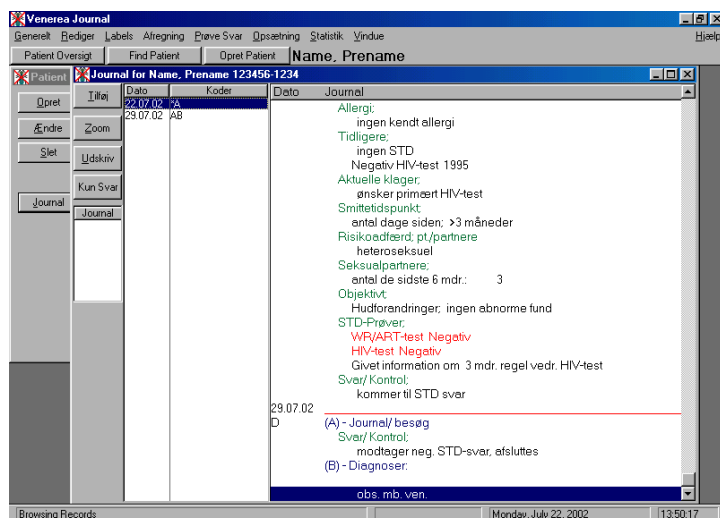 Venerea Journal
Generelt Rediger Labels Afregning Prøve Svar Opsætning Statistik Vindue Hjælp
Patient Oversigt Find Patient Opret Patient Name, Prename
Patient
Journal for Name, Prename 123456-1234
Opret
Ændre
Slet
Journal
Tilføj
Zoom
Udskriv
Kun Svar
Journal
Dato Koder
22.07.02 *A
29.07.02 AB
Dato Journal
Allergi;
ingen kendt allergi
Tidligere;
ingen STD
Negativ HIV-test 1995
Aktuelle klager;
ønsker primært HIV-test
Smittetidspunkt;
antal dage siden; >3 måneder
Risikoadfærd; pt./partnere
heteroseksuel
Seksualpartnere;
antal de sidste 6 mdr.: 3
Objektivt;
Hudforandringer; ingen abnorme fund
STD-Prøver;
WR/ART-test Negativ
HIV-test Negativ
Givet information om 3 mdr. regel vedr. HIV-test
Svar/Kontrol;
kommer til STD svar
29.07.02
D (A) - Journal/ besøg
Svar/Kontrol;
modtager neg. STD-svar, afsluttes
(B) - Diagnoser:
obs. mb. ven.
Browsing Records Monday, July 22, 2002 13:50:17